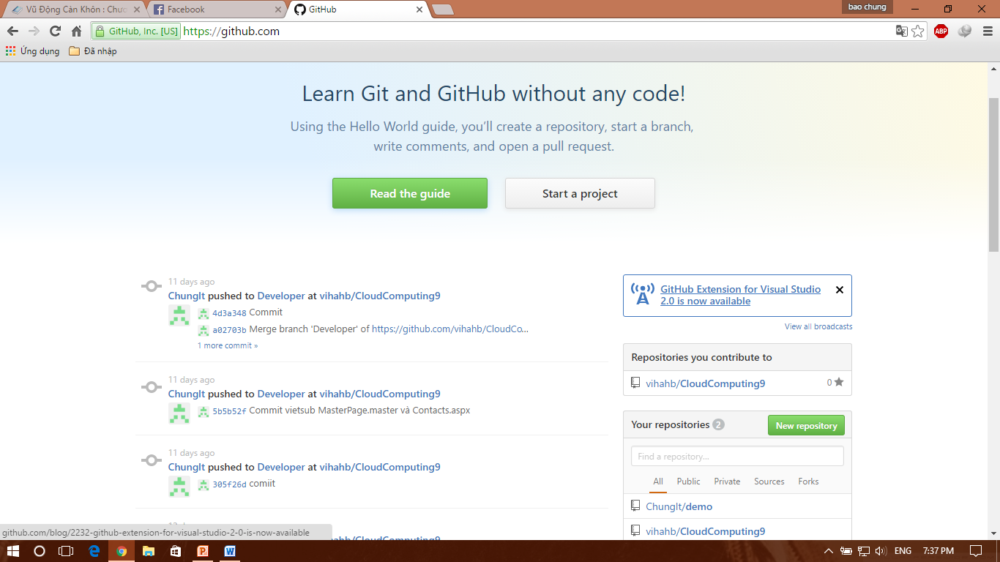 Vũ Động Càn Khôn : Chươ
Facebook
GitHub
bao chung
GitHub, Inc. [US]
https://github.com
ABP
Ứng dụng
Đã nhập
Learn Git and GitHub without any code!
Using the Hello World guide, you’ll create a repository, start a branch,
write comments, and open a pull request.
Read the guide
Start a project
11 days ago
ChungIt pushed to Developer at vihahb/CloudComputing9
4d3a348 Commit
a02703b Merge branch 'Developer' of https://github.com/vihahb/CloudCo...
1 more commit »
11 days ago
ChungIt pushed to Developer at vihahb/CloudComputing9
5b5b52f Commit vietsub MasterPage.master và Contacts.aspx
11 days ago
ChungIt pushed to Developer at vihahb/CloudComputing9
305f26d comiit
GitHub Extension for Visual Studio
2.0 is now available
View all broadcasts
Repositories you contribute to
vihahb/CloudComputing9
0
Your repositories 2
New repository
Find a repository...
All Public Private Sources Forks
ChungIt/demo
vihahb/CloudComputing9
github.com/blog/2232-github-extension-for-visual-studio-2-0-is-now-available
ENG
7:37 PM